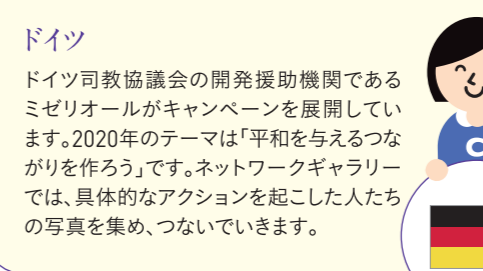 ドイツ
ドイツ司教協議会の開発援助機関である
ミゼリオールがキャンペーンを展開してい
ます。2020年のテーマは「平和を与えるつな
がりを作ろう」です。ネットワークギャラリー
では、具体的なアクションを起こした人たち
の写真を集め、つないでいきます。